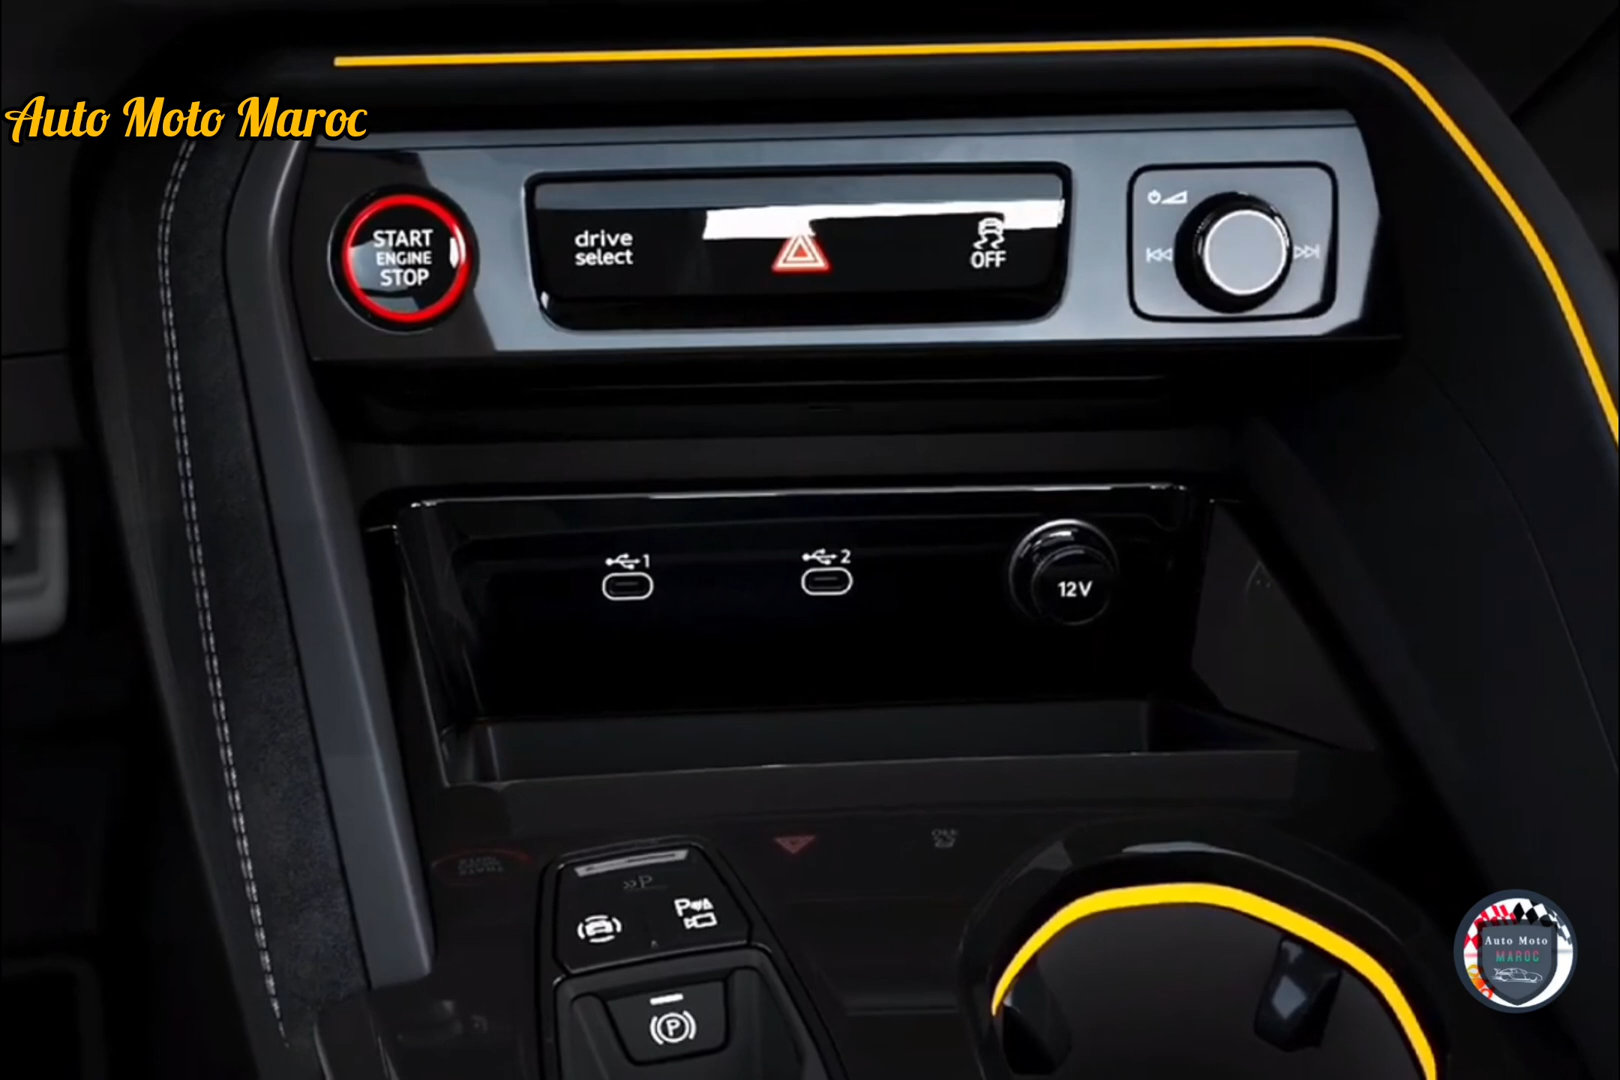 Auto Moto Maroc
START
ENGINE
STOP
drive
select
OFF
1
2
12V
P
P
Auto Moto
MAROC